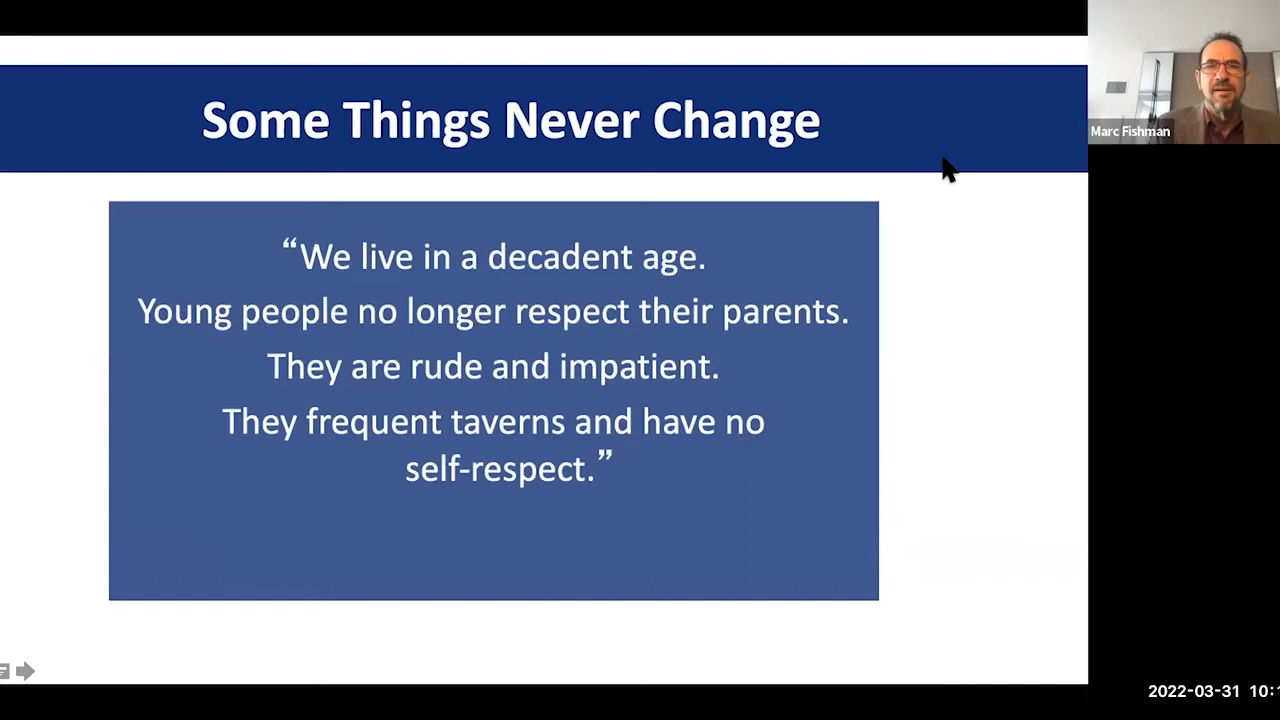 Some Things Never Change
“We live in a decadent age.
Young people no longer respect their parents.
They are rude and impatient.
They frequent taverns and have no
self-respect.”
Marc Fishman
2022-03-31 10:1